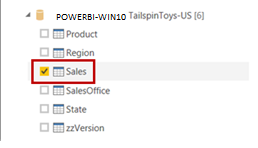 POWERBI-WIN10 TailspinToys-US [6]
Product
Region
Sales
SalesOffice
State
zzVersion